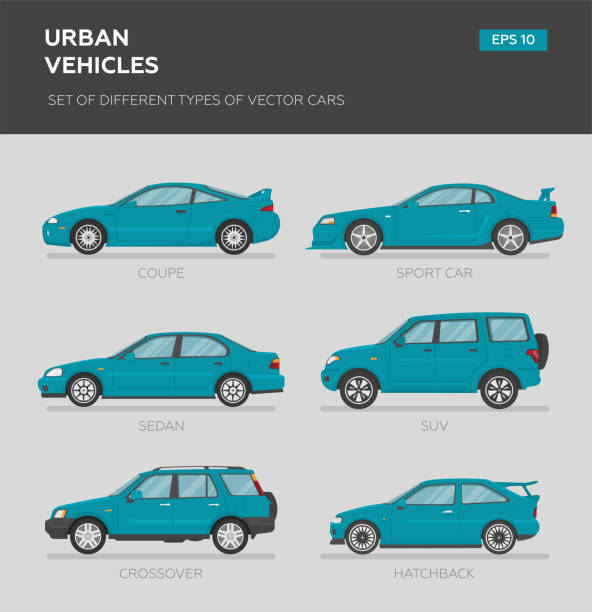 URBAN
VEHICLES
EPS 10
SET OF DIFFERENT TYPES OF VECTOR CARS
COUPE
SPORT CAR
SEDAN
SUV
CROSSOVER
HATCHBACK